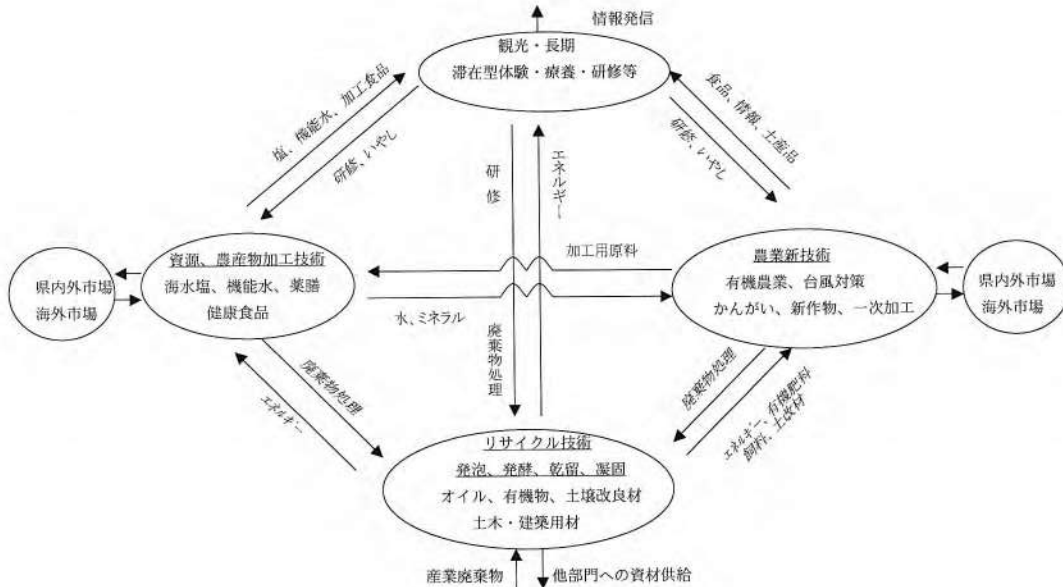 情報発信
観光・長期
滞在型体験・療養・研修等
塩、機能水、加工食品
研修、いやし
食品、情報、土産品
研修、いやし
研修
エネルギー
加工用原料
資源、農産物加工技術
海水塩、機能水、薬膳
健康食品
農業新技術
有機農業、台風対策
かんがい、新作物、一次加工
県内外市場
海外市場
県内外市場
海外市場
水、ミネラル
廃棄物処理
廃棄物処理
エネルギー
廃棄物処理
エネルギー、有機肥料
飼料、土改材
リサイクル技術
発泡、発酵、乾留、凝固
オイル、有機物、土壌改良材
土木・建築用材
産業廃棄物
他部門への資材供給